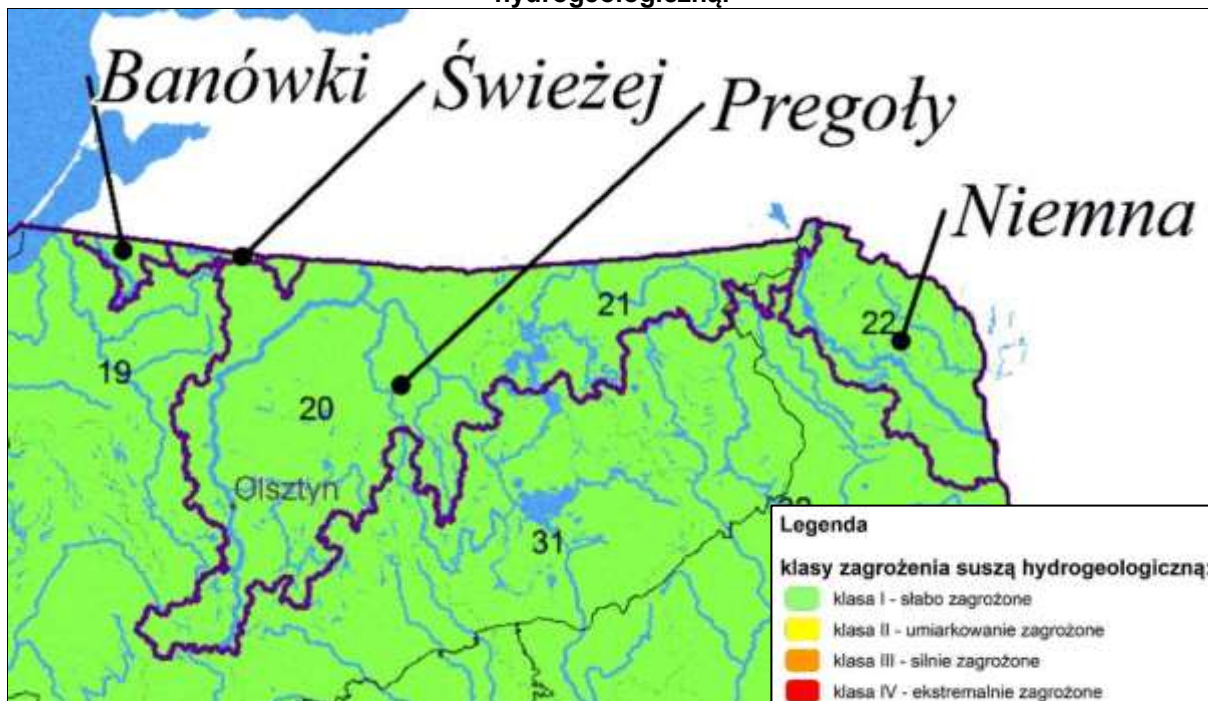 hydrogeologiczną.
Banówki
Świeżej
Pregoły
Niemna
21
22
19
20
Olsztyn
31
Legenda
klasy zagrożenia suszą hydrogeologiczną:
klasa I - słabo zagrożone
klasa II - umiarkowanie zagrożone
klasa III - silnie zagrożone
klasa IV - ekstremalnie zagrożone